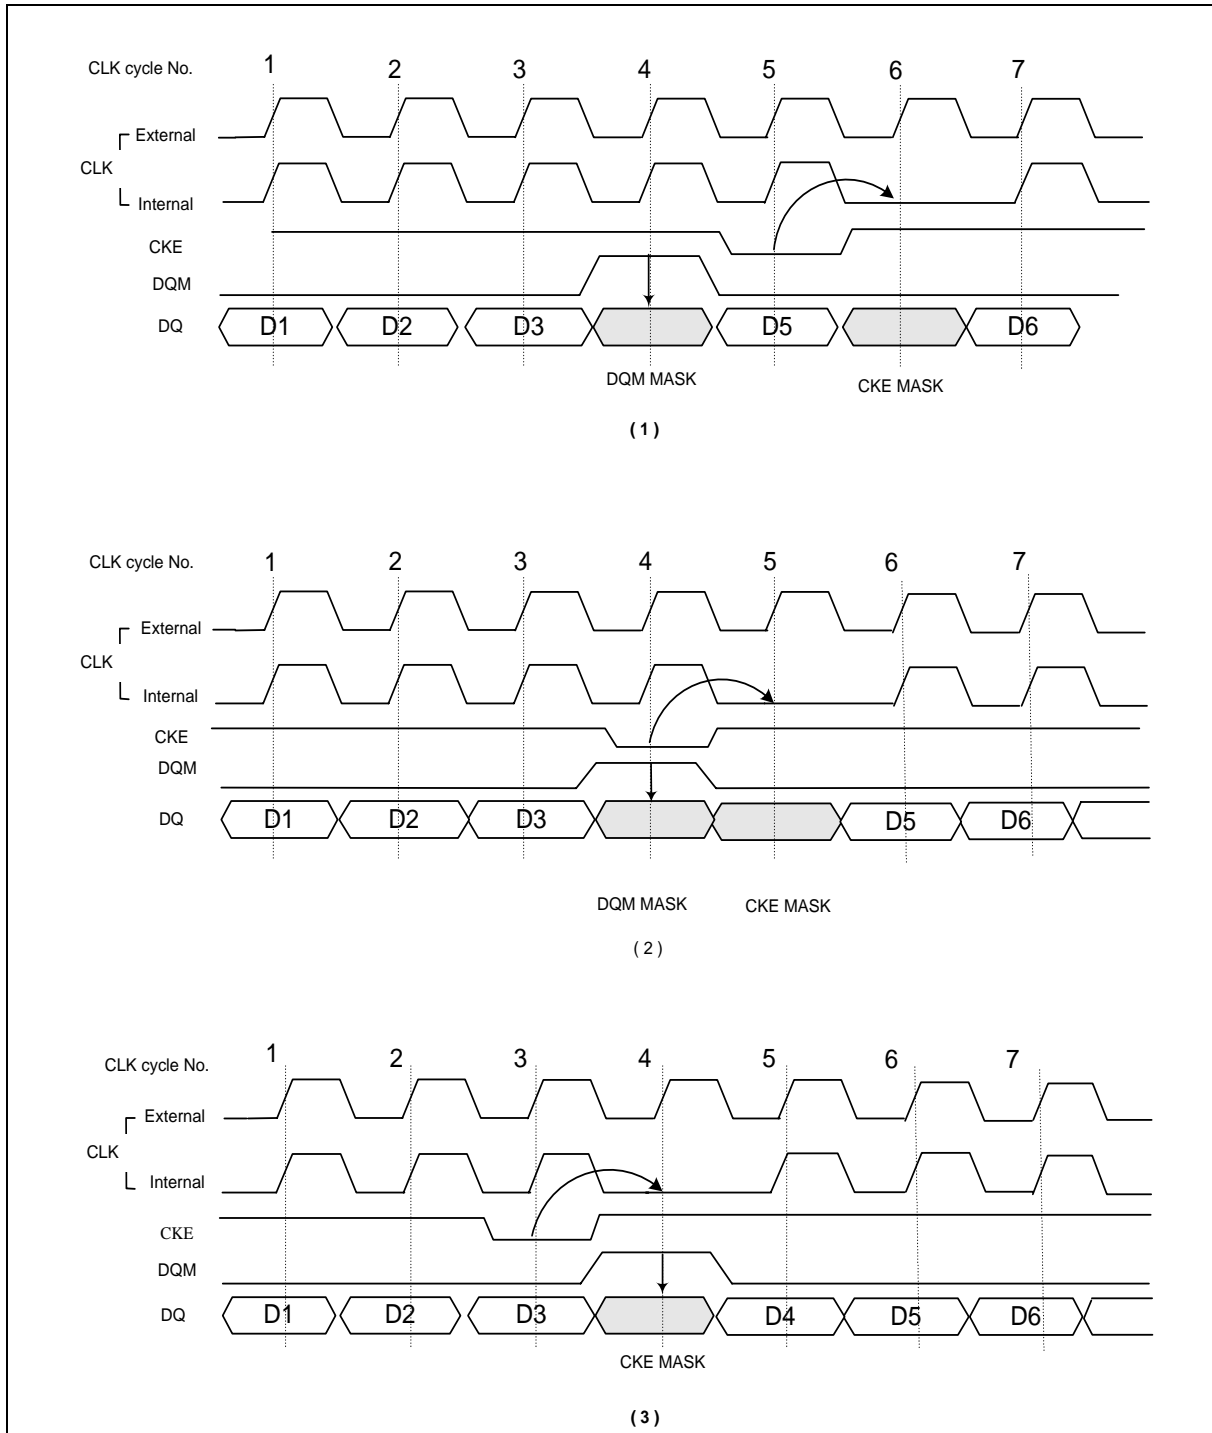 CLK cycle No. 1 2 3 4 5 6 7
External
CLK
Internal
CKE
DQM
DQ D1 D2 D3 D5 D6
DQM MASK CKE MASK
( 1 )
CLK cycle No. 1 2 3 4 5 6 7
External
CLK
Internal
CKE
DQM
DQ D1 D2 D3 D5 D6
DQM MASK CKE MASK
( 2 )
CLK cycle No. 1 2 3 4 5 6 7
External
CLK
Internal
CKE
DQM
DQ D1 D2 D3 D4 D5 D6
CKE MASK
( 3 )